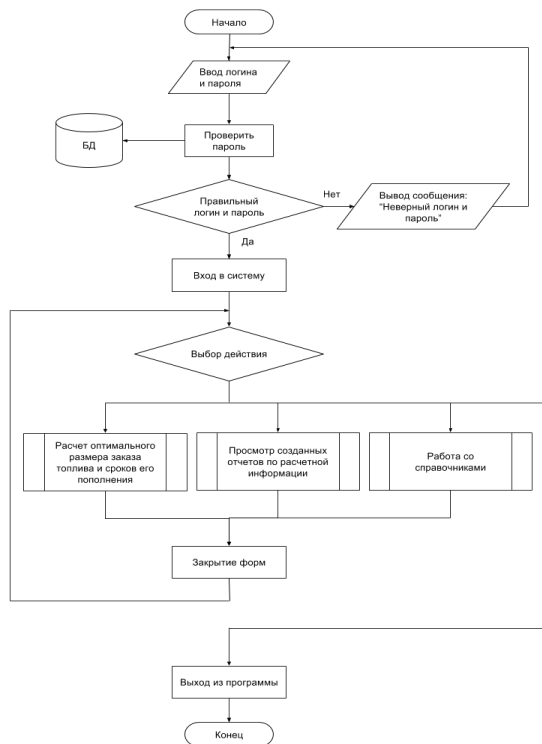 Начало
Ввод логина
и пароля
Проверить
пароль
БД
Правильный
логин и пароль
Нет
Вывод сообщения:
"Неверный логин и
пароль"
Да
Вход в систему
Выбор действия
Расчет оптимального
размера заказа
топлива и сроков его
пополнения
Просмотр созданных
отчетов по расчетной
информации
Работа со
справочниками
Закрытие форм
Выход из программы
Конец